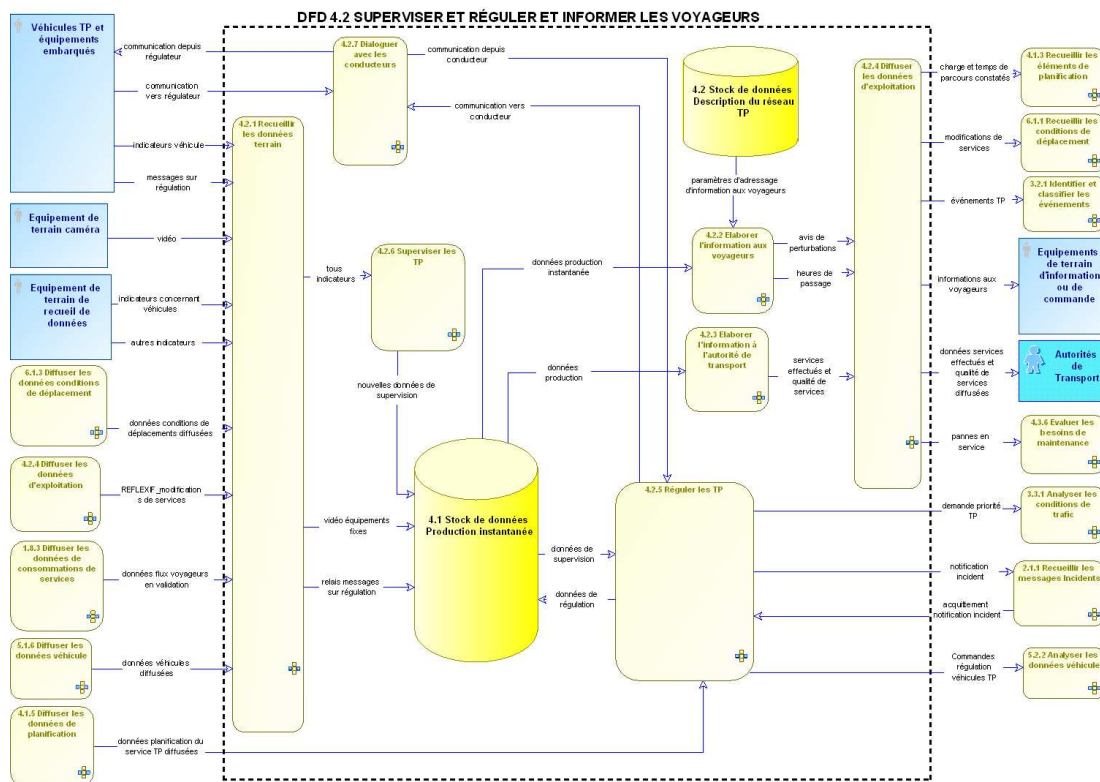 DFD 4.2 SUPERVISER ET RÉGULER ET INFORMER LES VOYAGEURS
Véhicules TP et
équipements
embarqués
communication depuis
régulateur
communication
vers régulateur
indicateurs véhicule
messages sur
régulation
Equipement de
terrain caméra
vidéo
Equipement de
terrain de
recueil de
données
indicateurs concernant
véhicules
autres indicateurs
6.1.3 Diffuser les
données conditions
de déplacement
données conditions de
déplacements diffusées
4.2.4 Diffuser les
données
d'exploitation
REFLEXIF_modification
s de services
1.8.3 Diffuser les
données de
consommations de
services
données flux voyageurs
en validation
5.1.6 Diffuser les
données véhicule
données véhicules
diffusées
4.1.5 Diffuser les
données de
planification
données planification du
service TP diffusées
4.2.1 Recueillir
les données
terrain
4.2.7 Dialoguer
avec les
conducteurs
communication depuis
conducteur
communication vers
conducteur
4.2.6 Superviser les
TP
tous
indicateurs
nouvelles données de
supervision
vidéo équipements
fixes
relais messages
sur régulation
4.1 Stock de données
Production instantanée
données production
instantanée
données
production
données de
supervision
données de
régulation
4.2 Stock de données
Description du réseau
TP
paramètres d'adressage
d'information aux voyageurs
4.2.2 Elaborer
l'information aux
voyageurs
avis de
perturbations
heures de
passage
4.2.3 Elaborer
l'information à
l'autorité de
transport
services
effectués et
qualité de
services
4.2.5 Réguler les TP
4.2.4 Diffuser
les données
d'exploitation
charge et temps de
parcours constatés
modifications de
services
événements TP
informations aux
voyageurs
données services
effectués et
qualité de
services
diffusées
pannes en
service
demande priorité
TP
notification
incident
acquittement
notification incident
Commandes
régulation
véhicules TP
4.1.3 Recueillir les
éléments de
planification
6.1.1 Recueillir les
conditions de
déplacement
3.2.1 Identifier et
classifier les
événements
Equipements
de terrain
d'information
ou de
commande
Autorités
de
Transport
4.3.6 Evaluer les
besoins de
maintenance
3.3.1 Analyser les
conditions de
trafic
2.1.1 Recueillir les
messages Incidents
5.2.2 Analyser les
données véhicule